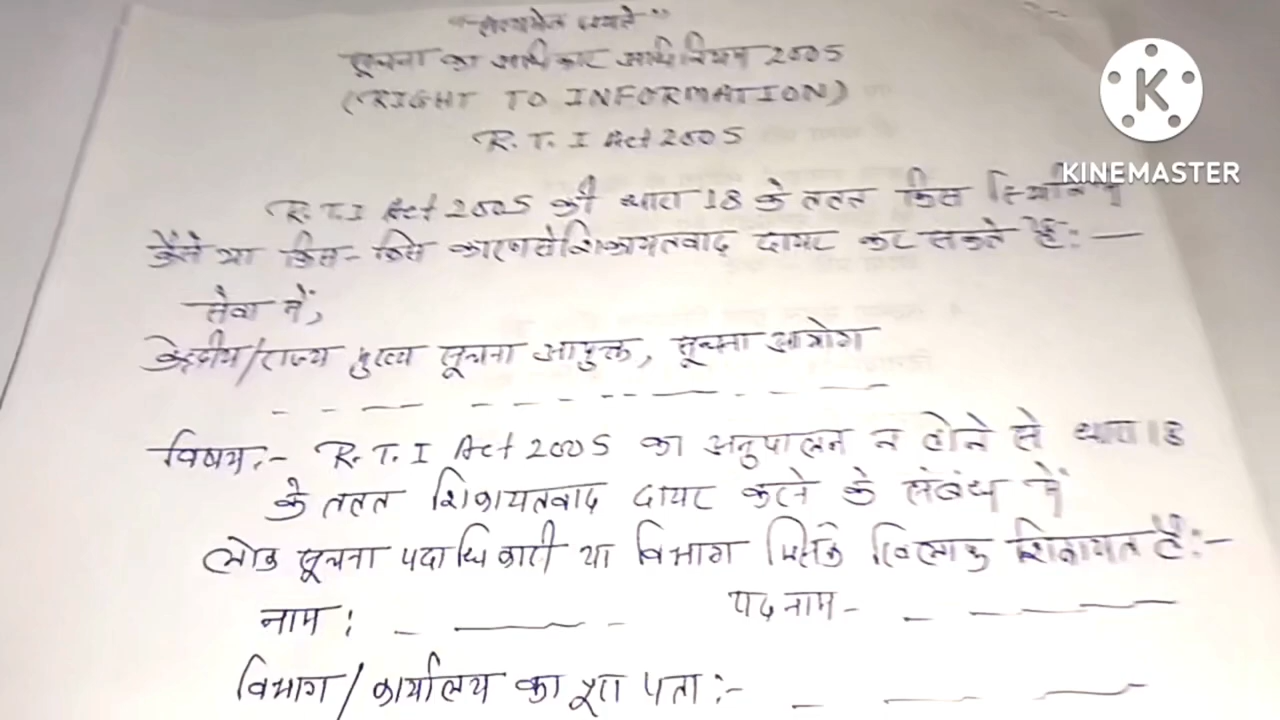 "सत्यमेव जयते"
सूचना का अधिकार अधिनियम 2005
(RIGHT TO INFORMATION)
R.T.I Act 2005
R.T.I Act 2005 की धारा 18 के तहत किस
कैसे या किस-किस कारण से शिकायतवाद दायर कर सकते हैं:—
सेवा में,
केन्द्रीय/राज्य मुख्य सूचना आयुक्त, सूचना आयोग
विषय:- R.T.I Act 2005 का अनुपालन न होने से धारा 18
के तहत शिकायतवाद दायर करने के संबंध में
लोक सूचना पदाधिकारी या विभाग जिसके खिलाफ शिकायत है:-
नाम: पदनाम-
विभाग/कार्यालय का पूरा पता:-
KINEMASTER